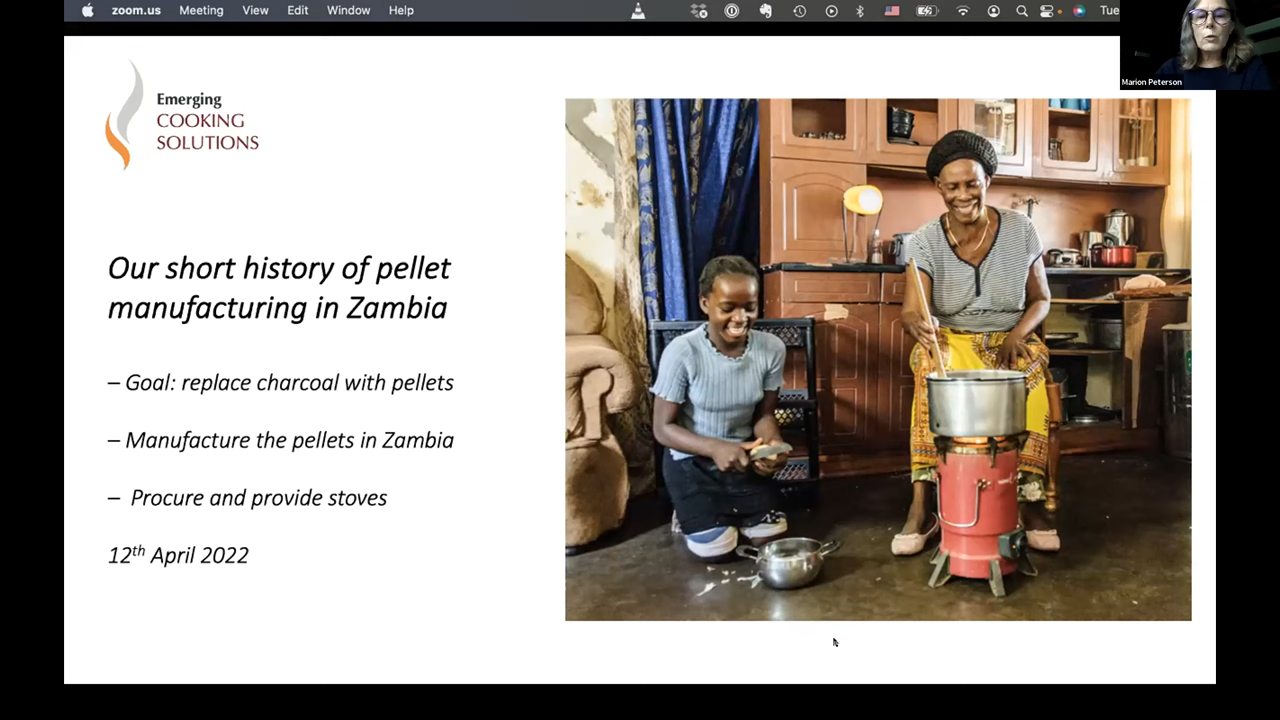 zoom.us Meeting View Edit Window Help Tue
Marion Peterson
Emerging
COOKING
SOLUTIONS
Our short history of pellet
manufacturing in Zambia
– Goal: replace charcoal with pellets
– Manufacture the pellets in Zambia
– Procure and provide stoves
12th April 2022